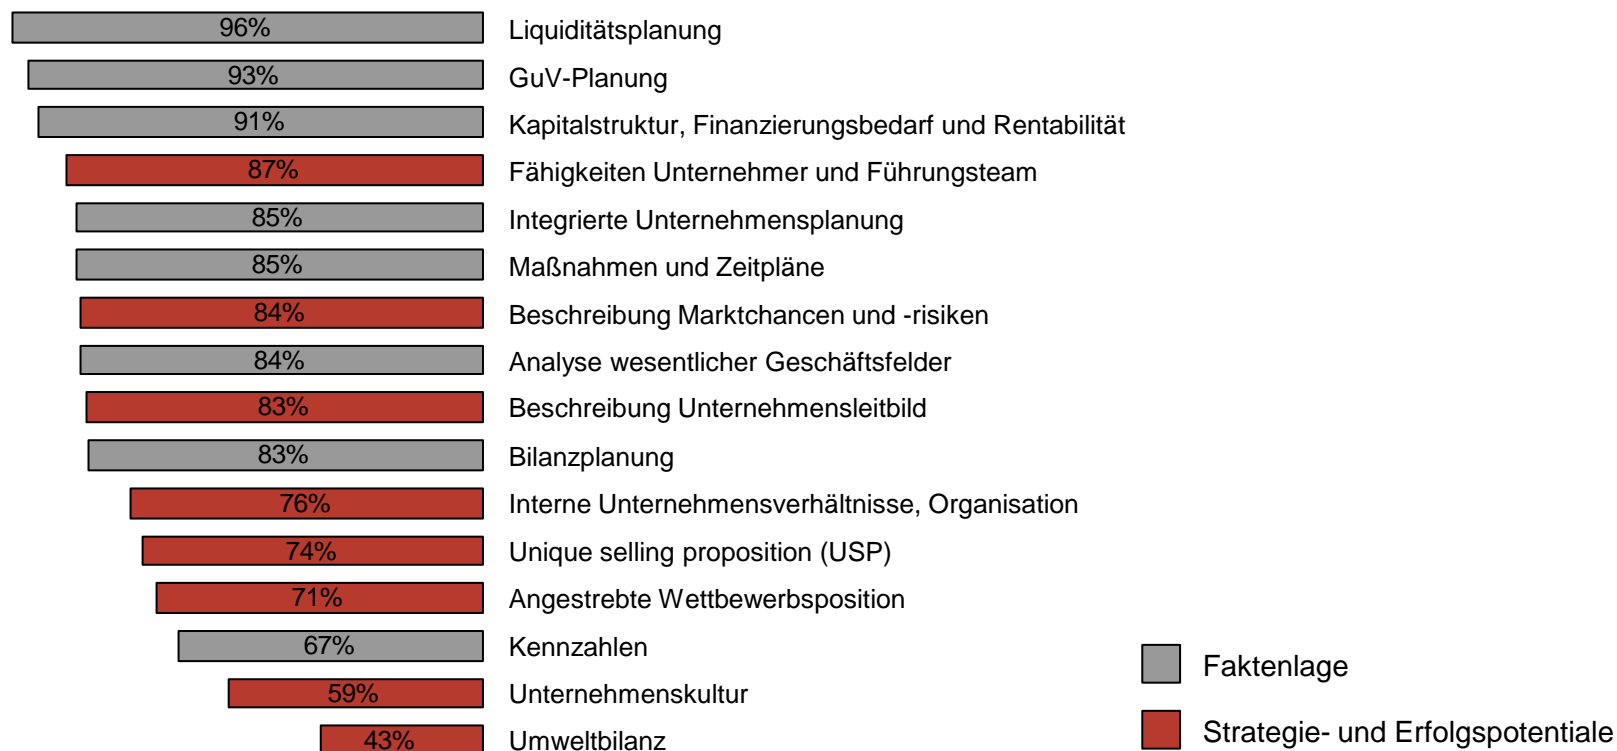 96% Liquiditätsplanung
93% GuV-Planung
91% Kapitalstruktur, Finanzierungsbedarf und Rentabilität
87% Fähigkeiten Unternehmer und Führungsteam
85% Integrierte Unternehmensplanung
85% Maßnahmen und Zeitpläne
84% Beschreibung Marktchancen und -risiken
84% Analyse wesentlicher Geschäftsfelder
83% Beschreibung Unternehmensleitbild
83% Bilanzplanung
76% Interne Unternehmensverhältnisse, Organisation
74% Unique selling proposition (USP)
71% Angestrebte Wettbewerbsposition
67% Kennzahlen
59% Unternehmenskultur
43% Umweltbilanz
Faktenlage
Strategie- und Erfolgspotentiale